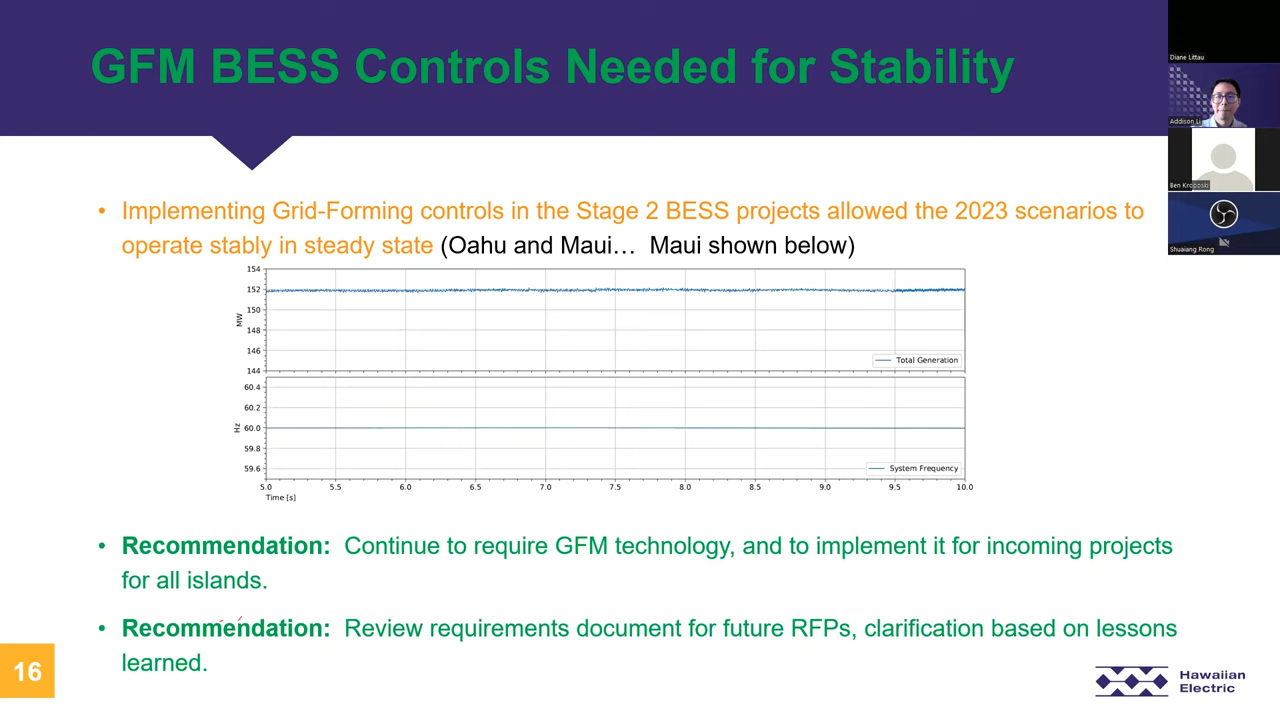 GFM BESS Controls Needed for Stability
Diane Littau
Addison Li
Ben Kroposki
Shuaiang Rong
• Implementing Grid-Forming controls in the Stage 2 BESS projects allowed the 2023 scenarios to
operate stably in steady state (Oahu and Maui… Maui shown below)
154
152
150
148
146
144
MW
Total Generation
60.4
60.2
60.0
59.8
59.6
Hz
System Frequency
5.0 5.5 6.0 6.5 7.0 7.5 8.0 8.5 9.0 9.5 10.0
Time [s]
• Recommendation: Continue to require GFM technology, and to implement it for incoming projects
for all islands.
• Recommendation: Review requirements document for future RFPs, clarification based on lessons
learned.
16
Hawaiian
Electric